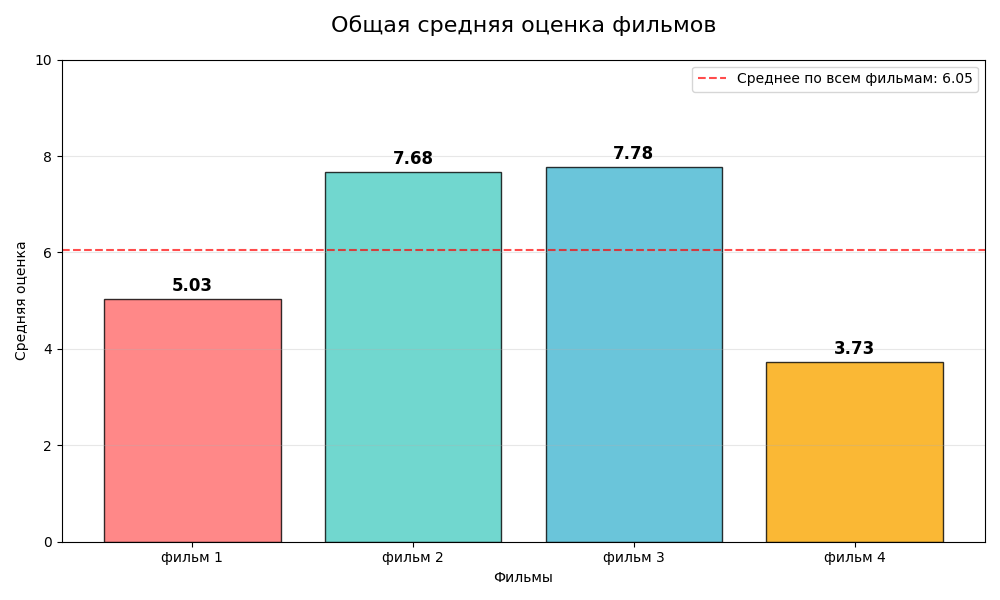 Общая средняя оценка фильмов
Среднее по всем фильмам: 6.05
Средняя оценка
10
8
6
4
2
0
5.03
7.68
7.78
3.73
фильм 1
фильм 2
фильм 3
фильм 4
Фильмы